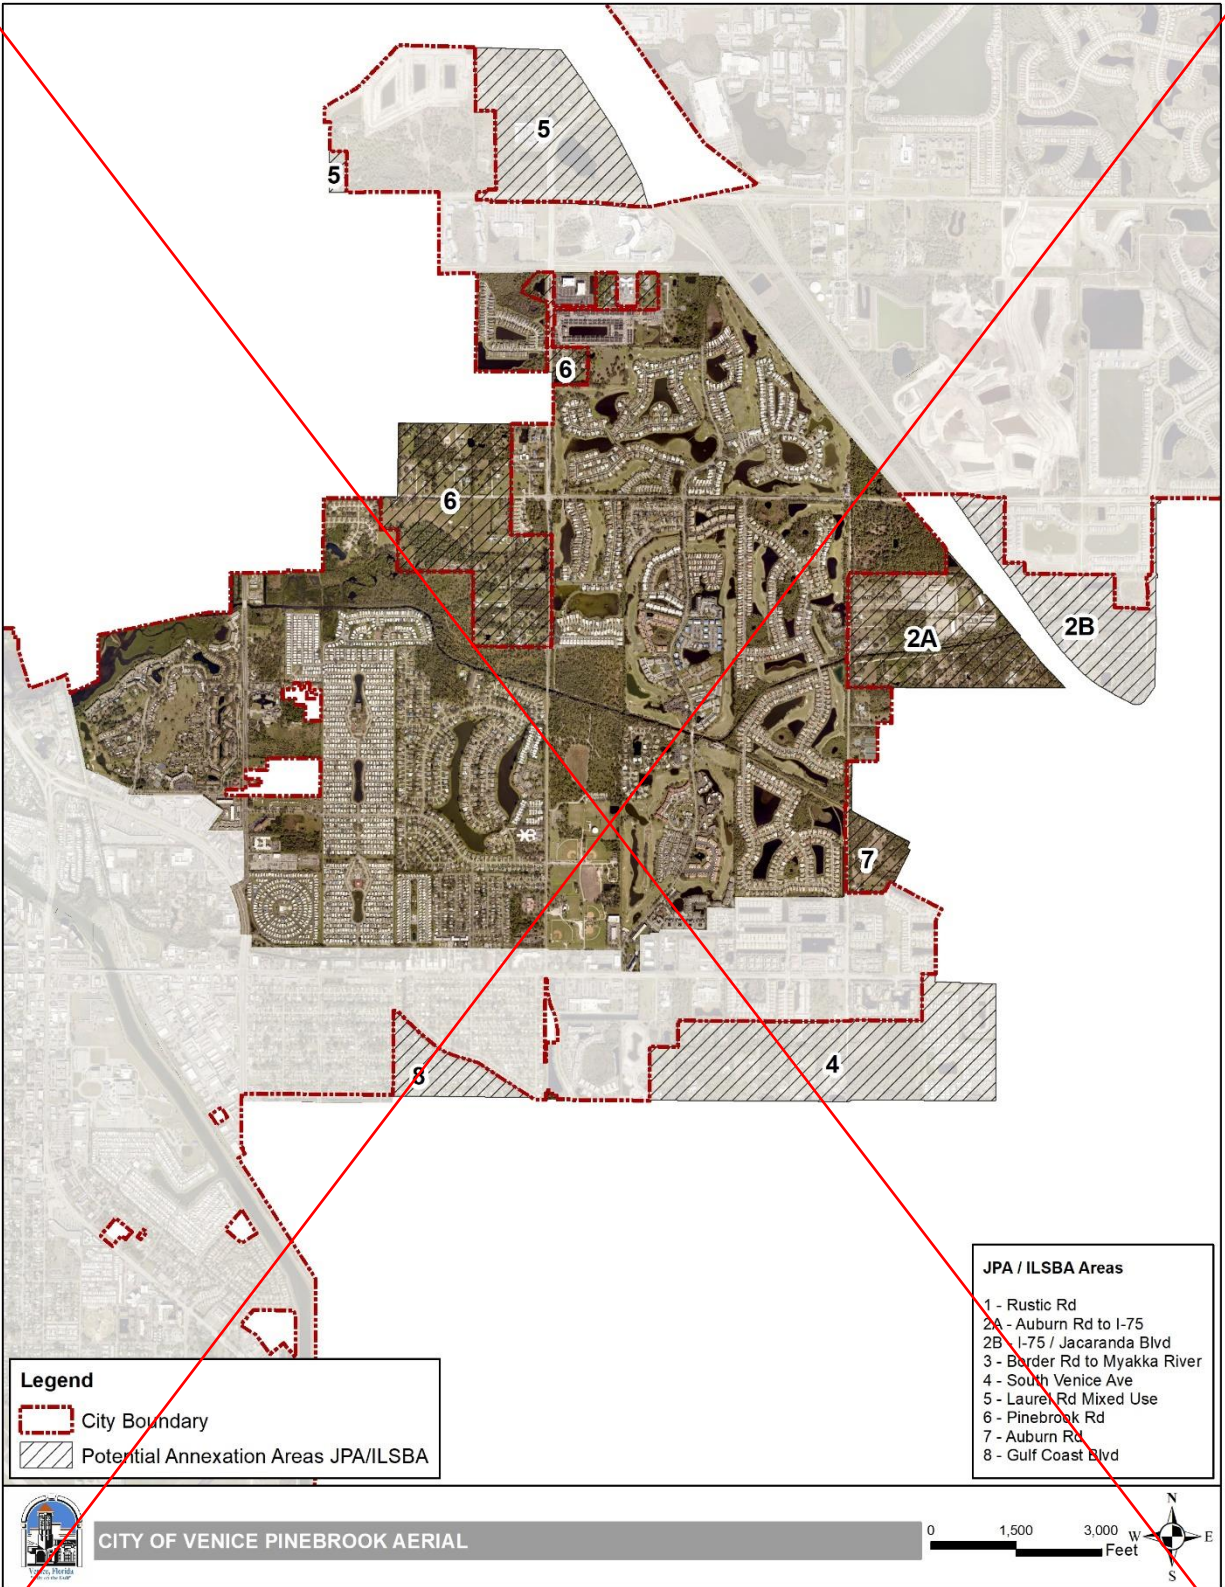 5
5
6
6
2A
2B
7
4
8
JPA / ILSBA Areas
1 - Rustic Rd
2A - Auburn Rd to I-75
2B - I-75 / Jacaranda Blvd
3 - Border Rd to Myakka River
4 - South Venice Ave
5 - Laurel Rd Mixed Use
6 - Pinebrook Rd
7 - Auburn Rd
8 - Gulf Coast Blvd
Legend
City Boundary
Potential Annexation Areas JPA/ILSBA
Venice, Florida
CITY OF VENICE PINEBROOK AERIAL
0 1,500 3,000
Feet
N
W E
S